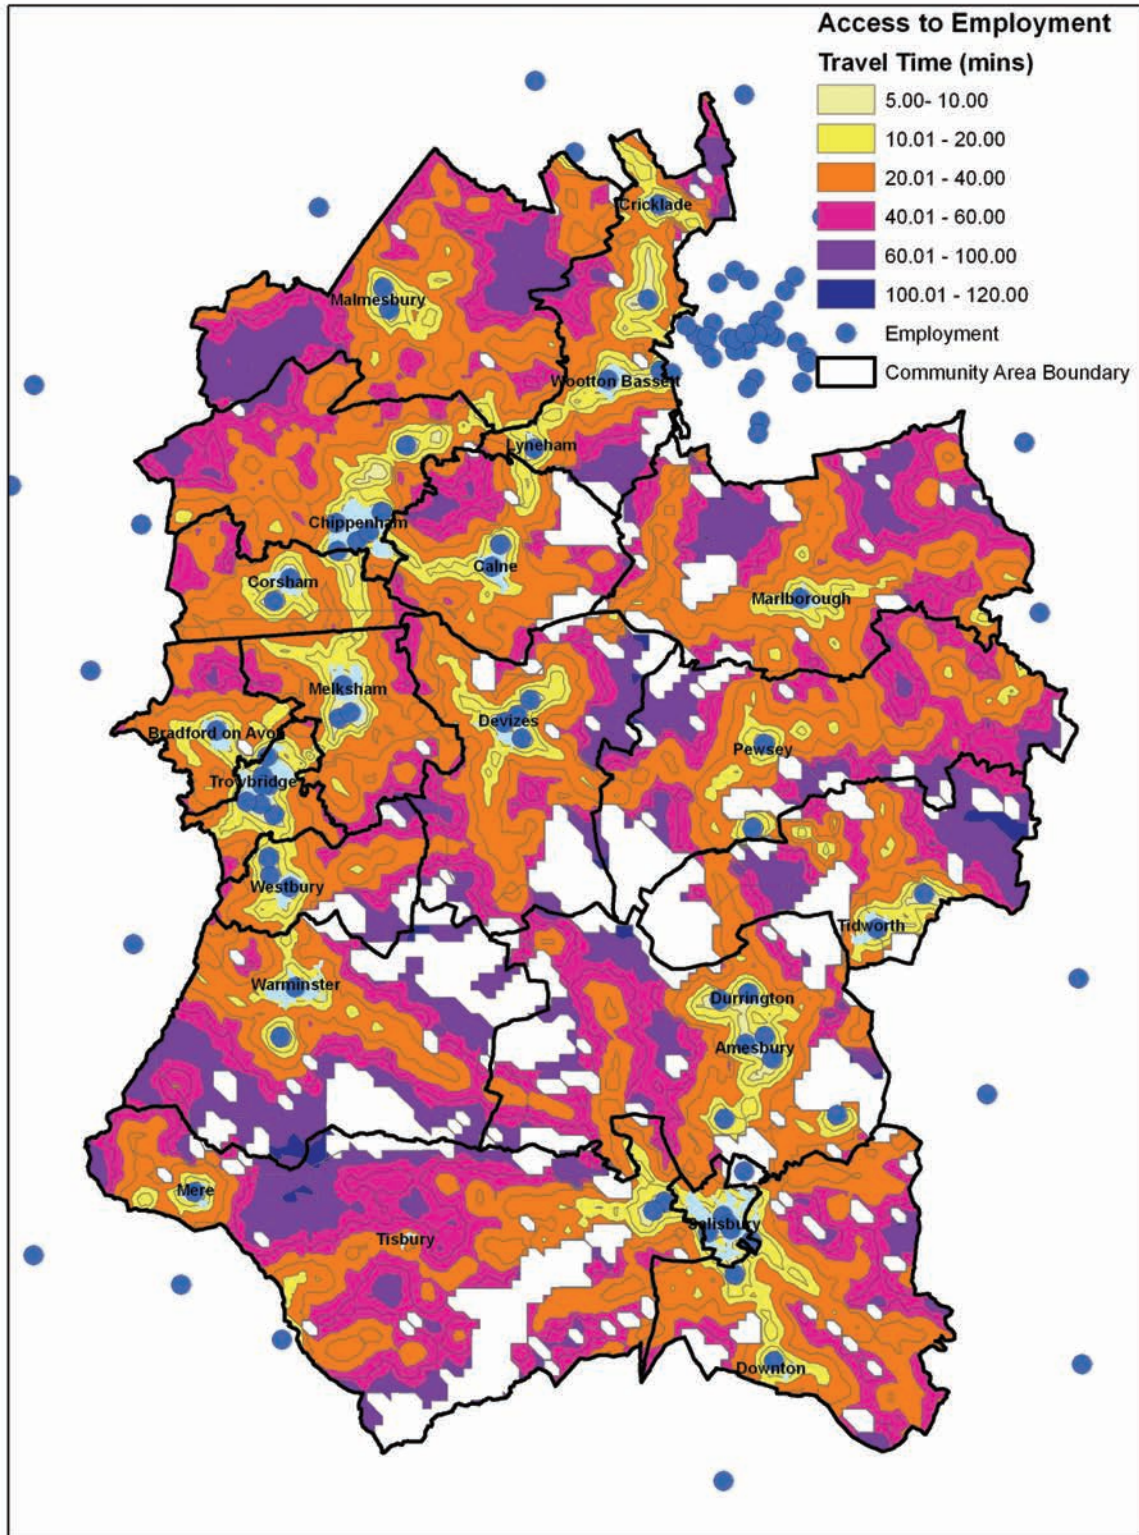 Access to Employment
Travel Time (mins)
5.00- 10.00
10.01 - 20.00
20.01 - 40.00
40.01 - 60.00
60.01 - 100.00
100.01 - 120.00
Employment
Community Area Boundary
Cricklade
Malmesbury
Wootton Bassett
Lyneham
Chippenham
Calne
Corsham
Marlborough
Melksham
Devizes
Bradford on Avon
Pewsey
Trowbridge
Westbury
Tidworth
Warminster
Durrington
Amesbury
Mere
Salisbury
Tisbury
Downton